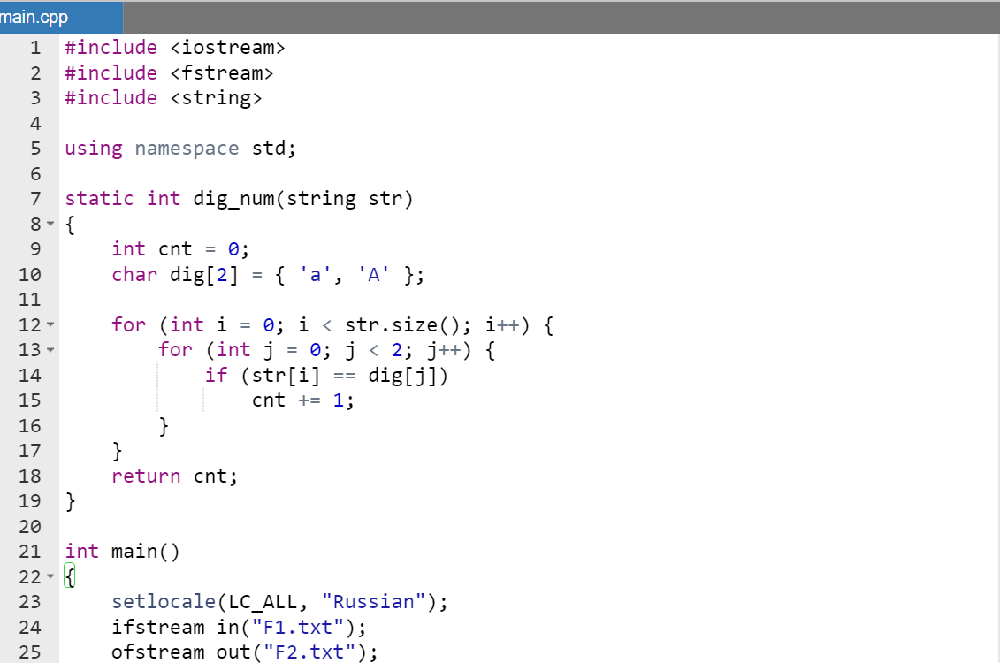 main.cpp
1 #include <iostream>
2 #include <fstream>
3 #include <string>
4
5 using namespace std;
6
7 static int dig_num(string str)
8 {
9     int cnt = 0;
10     char dig[2] = { 'a', 'A' };
11
12     for (int i = 0; i < str.size(); i++) {
13         for (int j = 0; j < 2; j++) {
14             if (str[i] == dig[j])
15                 cnt += 1;
16         }
17     }
18     return cnt;
19 }
20
21 int main()
22 {
23     setlocale(LC_ALL, "Russian");
24     ifstream in("F1.txt");
25     ofstream out("F2.txt");